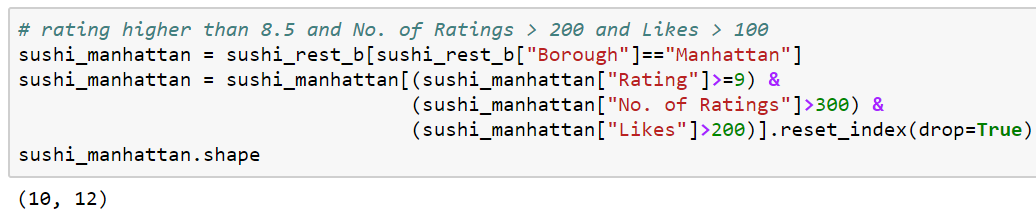 # rating higher than 8.5 and No. of Ratings > 200 and Likes > 100
sushi_manhattan = sushi_rest_b[sushi_rest_b["Borough"]=="Manhattan"]
sushi_manhattan = sushi_manhattan[(sushi_manhattan["Rating"]>=9) &
(sushi_manhattan["No. of Ratings"]>300) &
(sushi_manhattan["Likes"]>200)].reset_index(drop=True)
sushi_manhattan.shape
(10, 12)